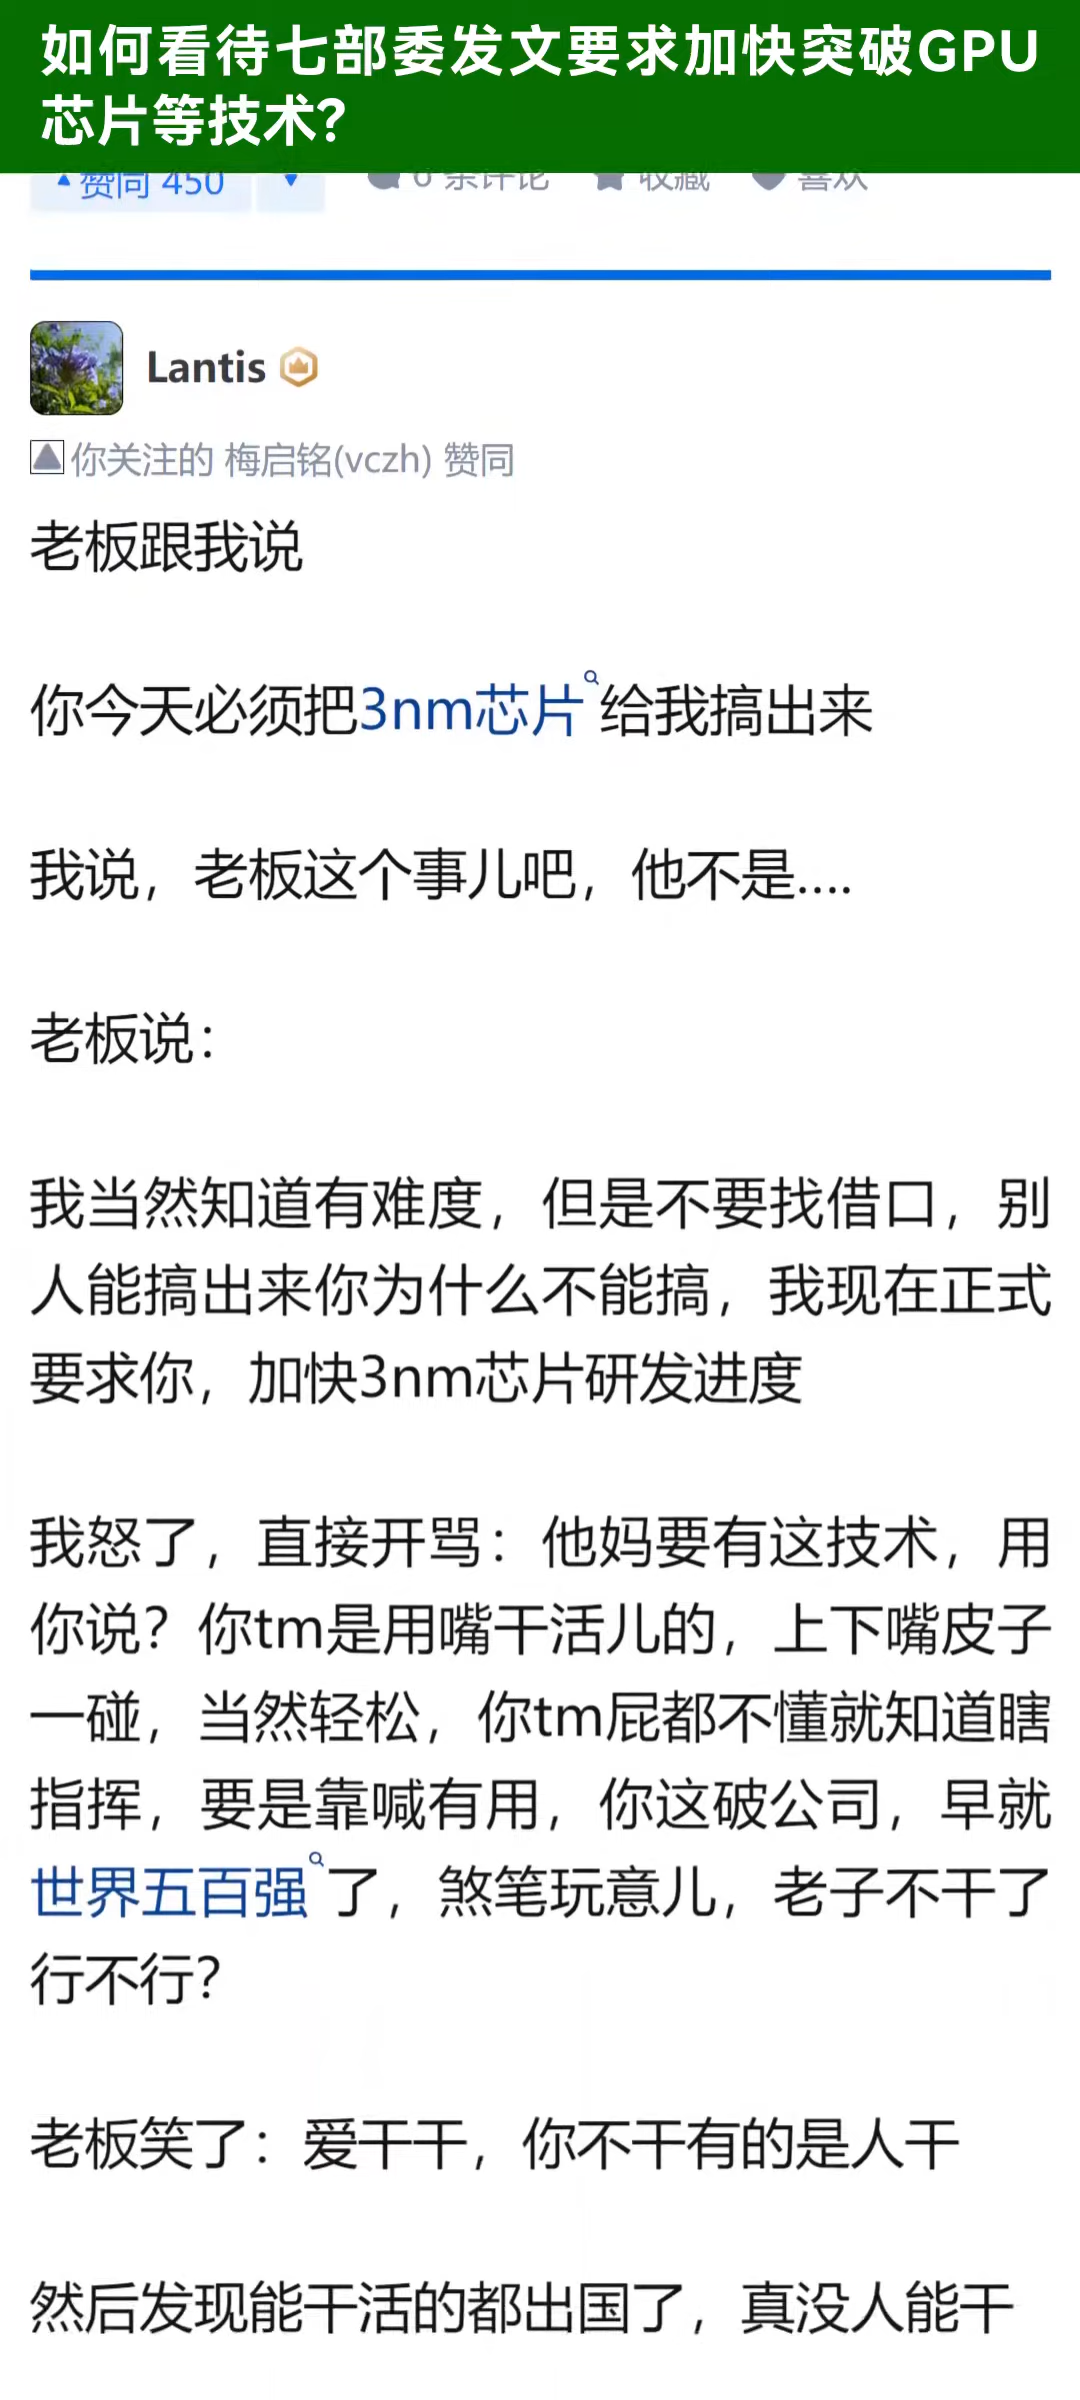 如何看待七部委发文要求加快突破GPU
芯片等技术?
赞同 450
0 条评论
收藏
喜欢
Lantis
你关注的 梅启铭(vczh) 赞同
老板跟我说
你今天必须把3nm芯片给我搞出来
我说，老板这个事儿吧，他不是....
老板说：
我当然知道有难度，但是不要找借口，别
人能搞出来你为什么不能搞，我现在正式
要求你，加快3nm芯片研发进度
我怒了，直接开骂：他妈要有这技术，用
你说？你tm是用嘴干活儿的，上下嘴皮子
一碰，当然轻松，你tm屁都不懂就知道瞎
指挥，要是靠喊有用，你这破公司，早就
世界五百强了，煞笔玩意儿，老子不干了
行不行？
老板笑了：爱干干，你不干有的是人干
然后发现能干活的都出国了，真没人能干